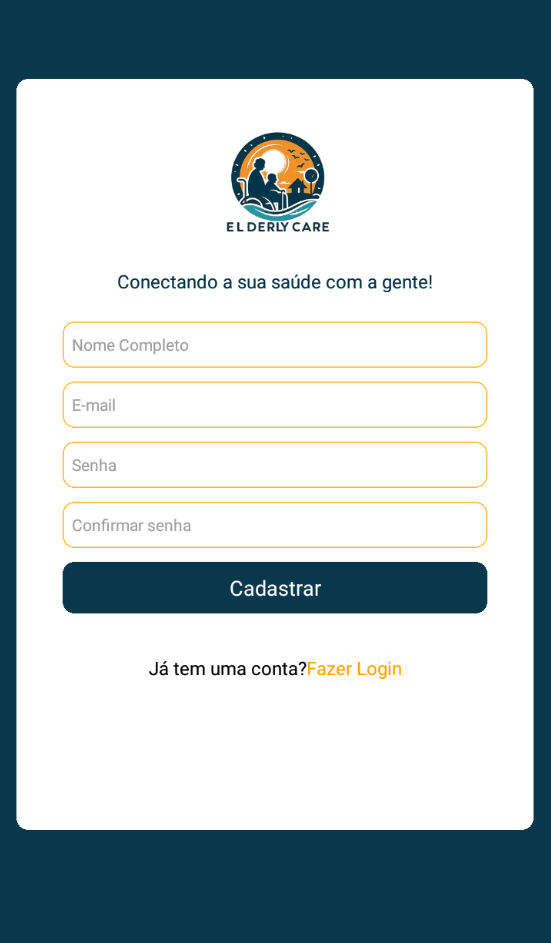 ELDERLY CARE
Conectando a sua saúde com a gente!
Nome Completo
E-mail
Senha
Confirmar senha
Cadastrar
Já tem uma conta?Fazer Login